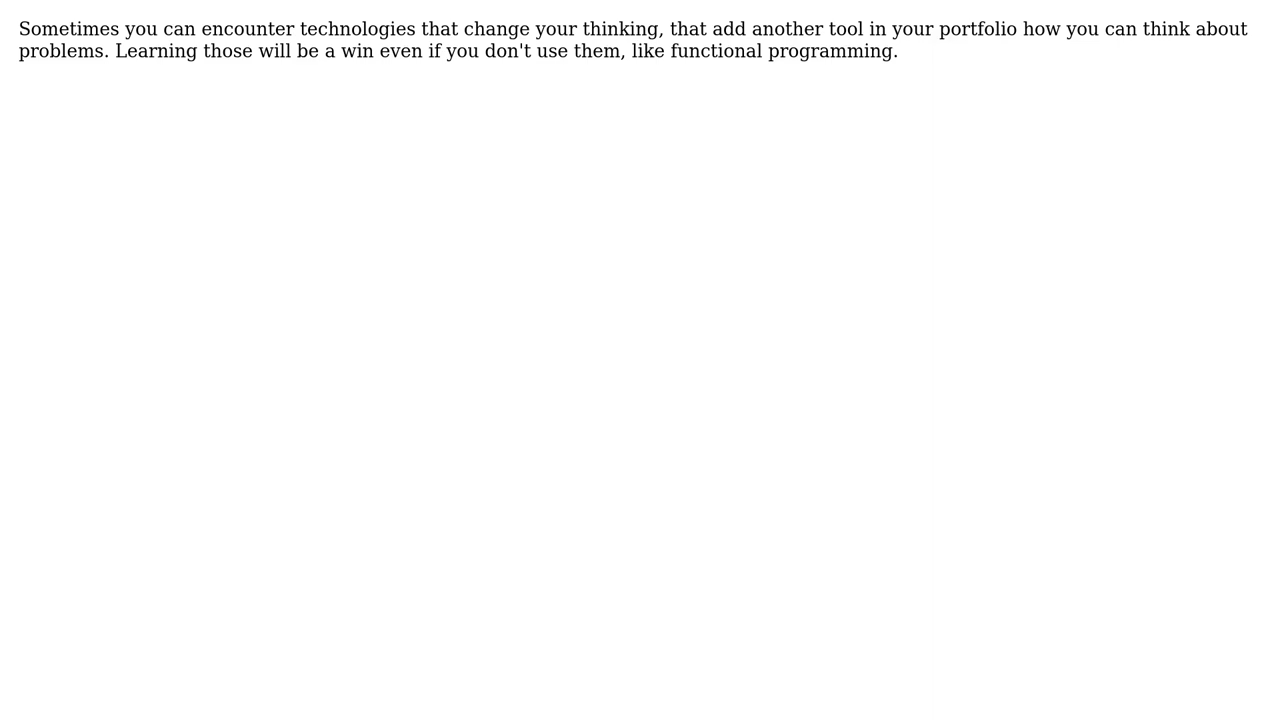 Sometimes you can encounter technologies that change your thinking, that add another tool in your portfolio how you can think about
problems. Learning those will be a win even if you don't use them, like functional programming.